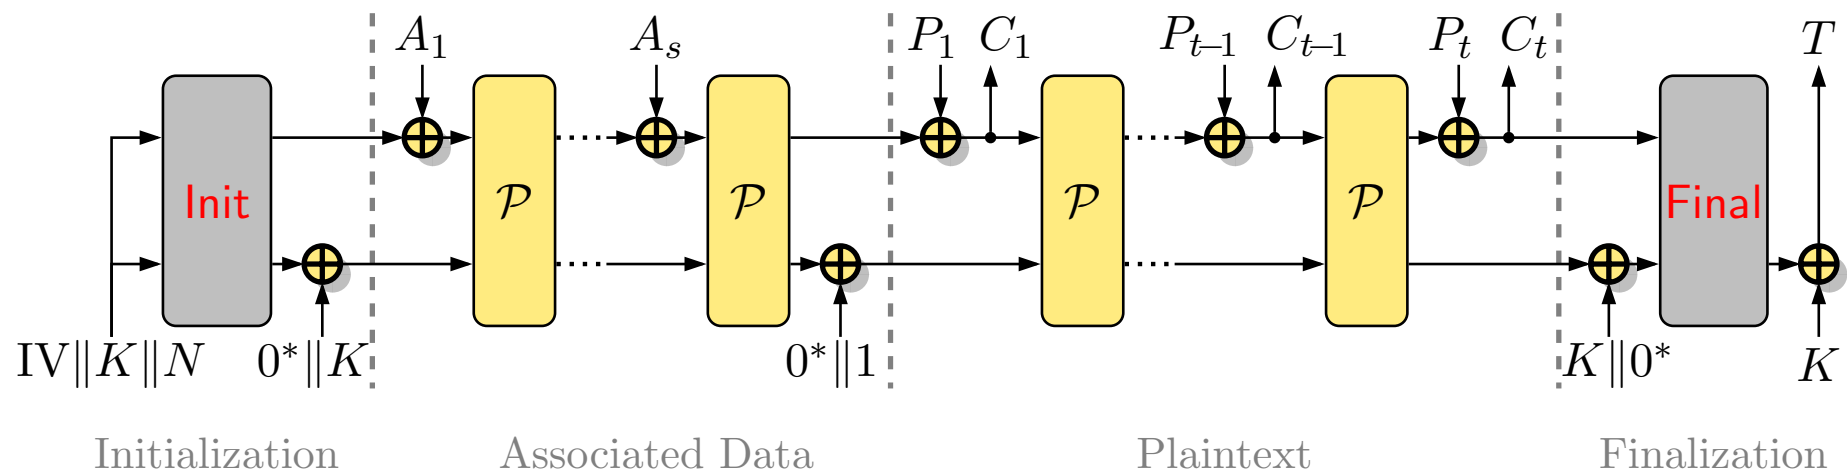 A₁ Aₛ P₁ C₁ Pₜ₋₁ Cₜ₋₁ Pₜ Cₜ T
Init 𝒫 𝒫 𝒫 𝒫 Final
IV∥K∥N 0*∥K 0*∥1 K∥0* K
Initialization Associated Data Plaintext Finalization